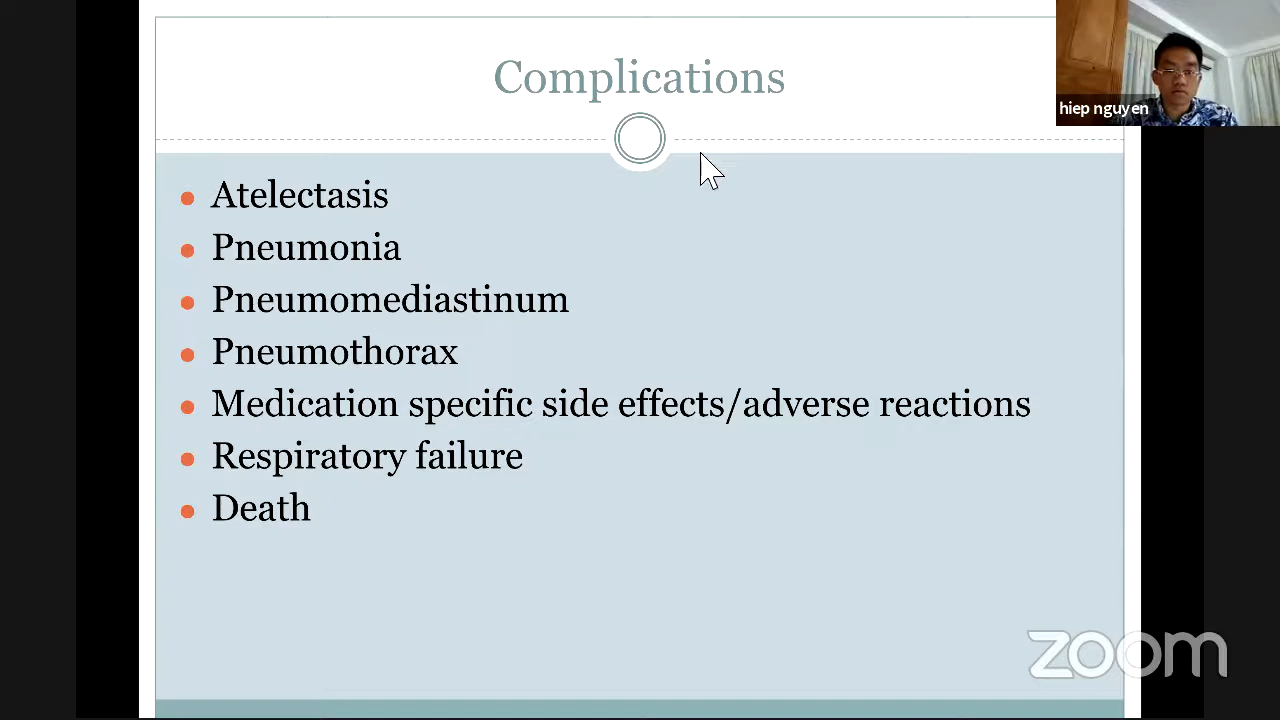 Complications
hiep nguyen
Atelectasis
Pneumonia
Pneumomediastinum
Pneumothorax
Medication specific side effects/adverse reactions
Respiratory failure
Death
zoom